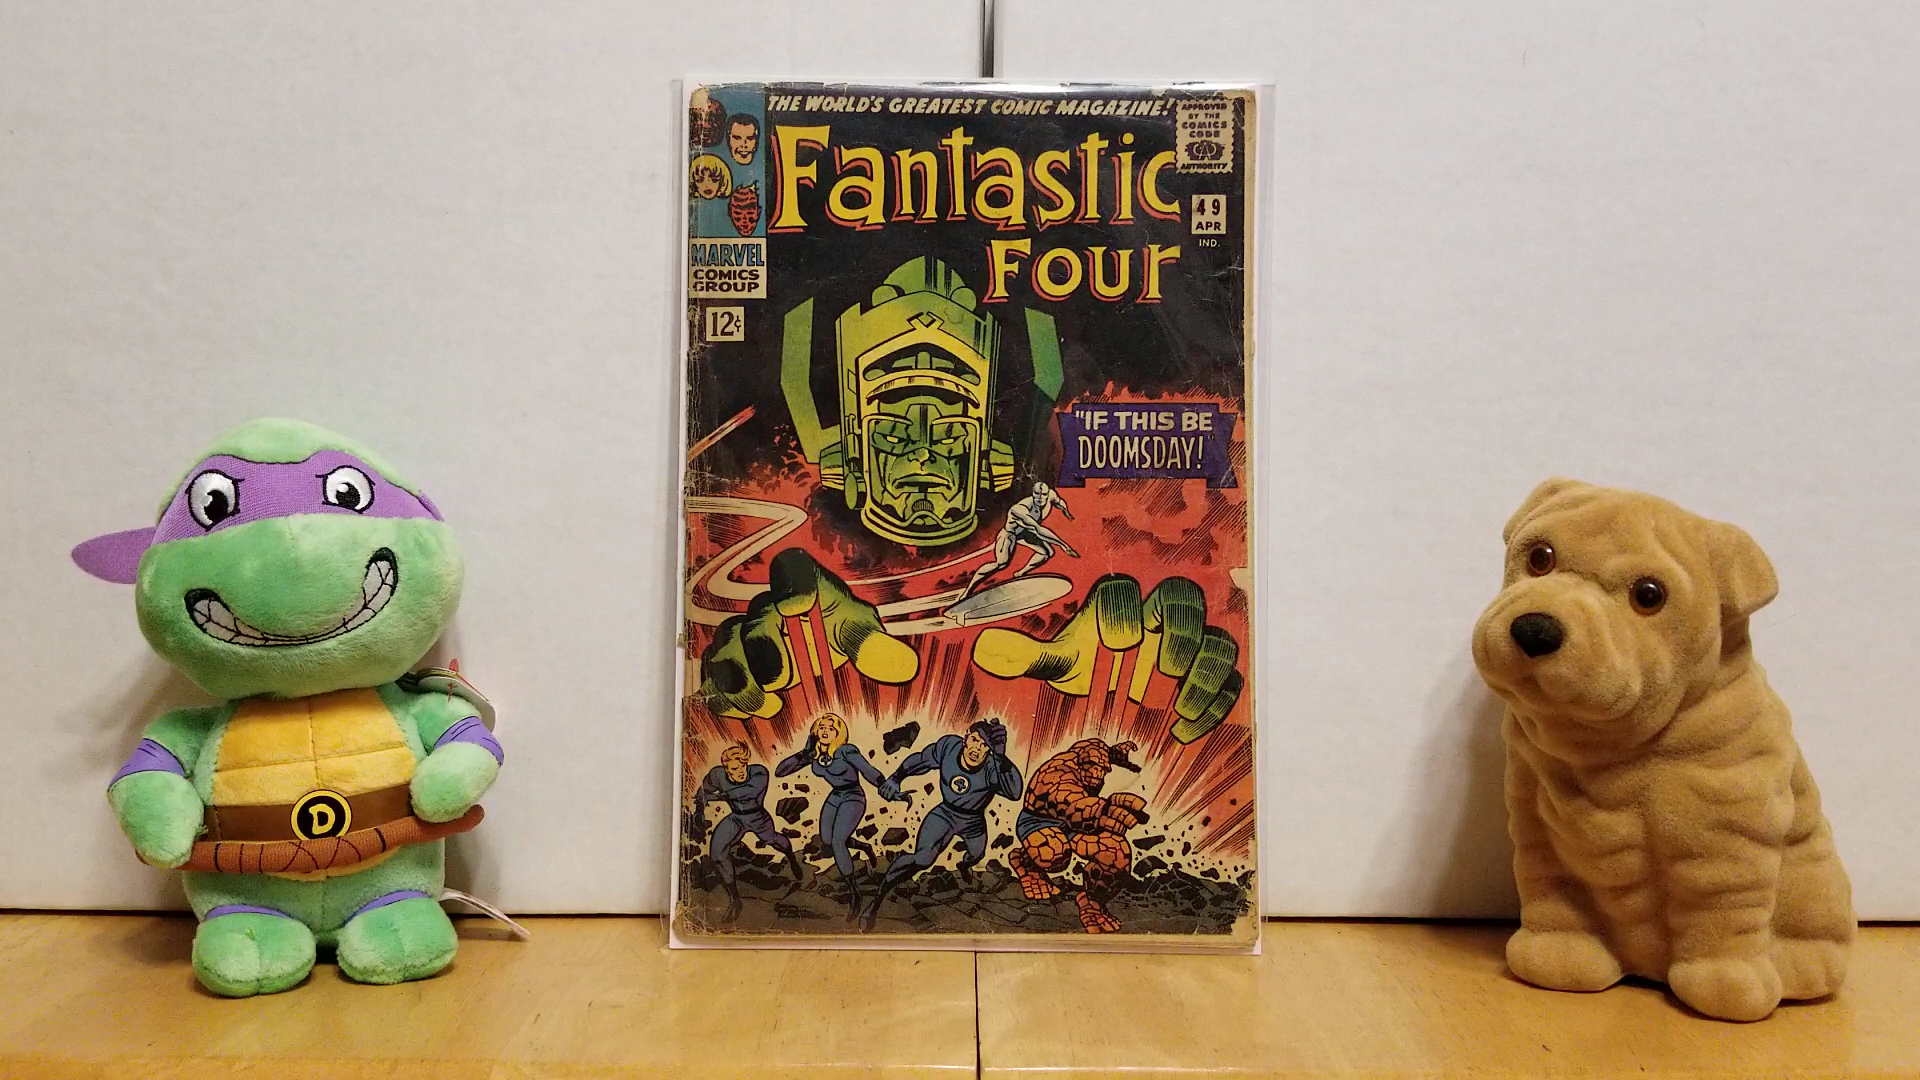 THE WORLD'S GREATEST COMIC MAGAZINE!
APPROVED
BY THE
COMICS
CODE
CA
AUTHORITY
Fantastic
Four
49
APR
IND.
MARVEL
COMICS
GROUP
12¢
"IF THIS BE
DOOMSDAY!"
4
D